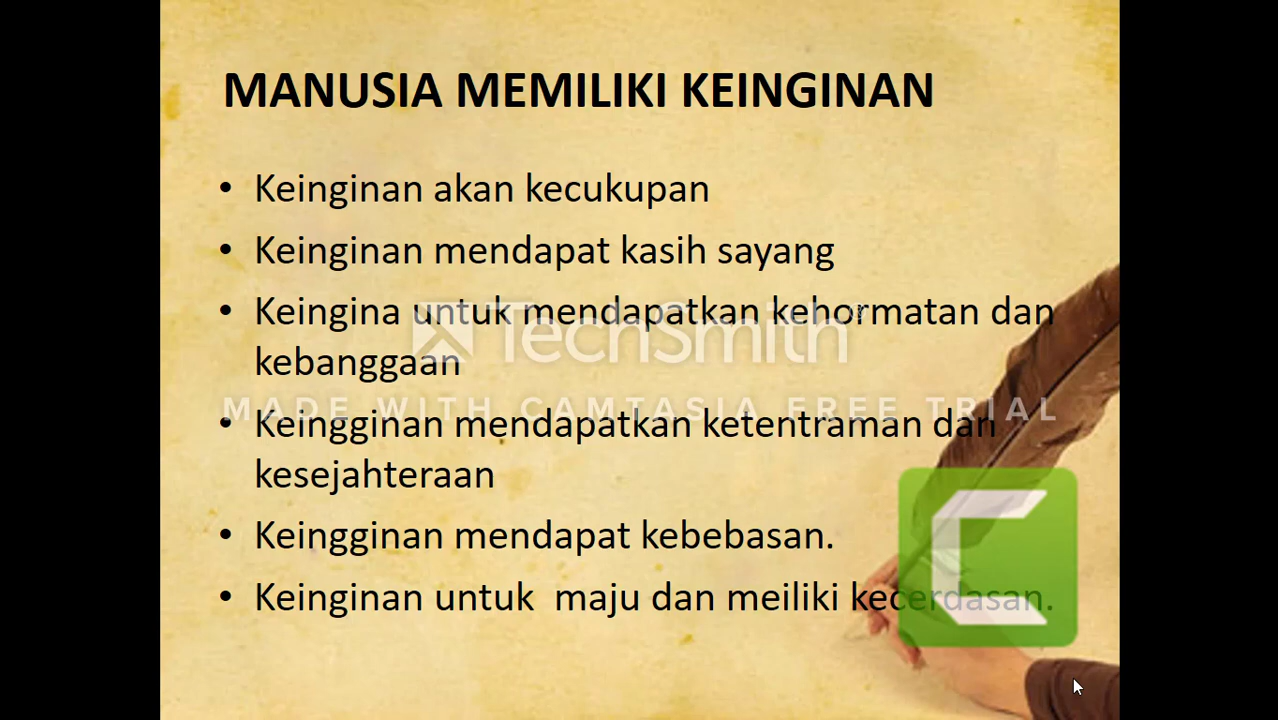 MANUSIA MEMILIKI KEINGINAN
• Keinginan akan kecukupan
• Keinginan mendapat kasih sayang
• Keingina untuk mendapatkan kehormatan dan
kebanggaan
• Keingginan mendapatkan ketentraman dan
kesejahteraan
• Keingginan mendapat kebebasan.
• Keinginan untuk  maju dan meiliki kecerdasan.
TechSmith®
MADE WITH CAMTASIA FREE TRIAL